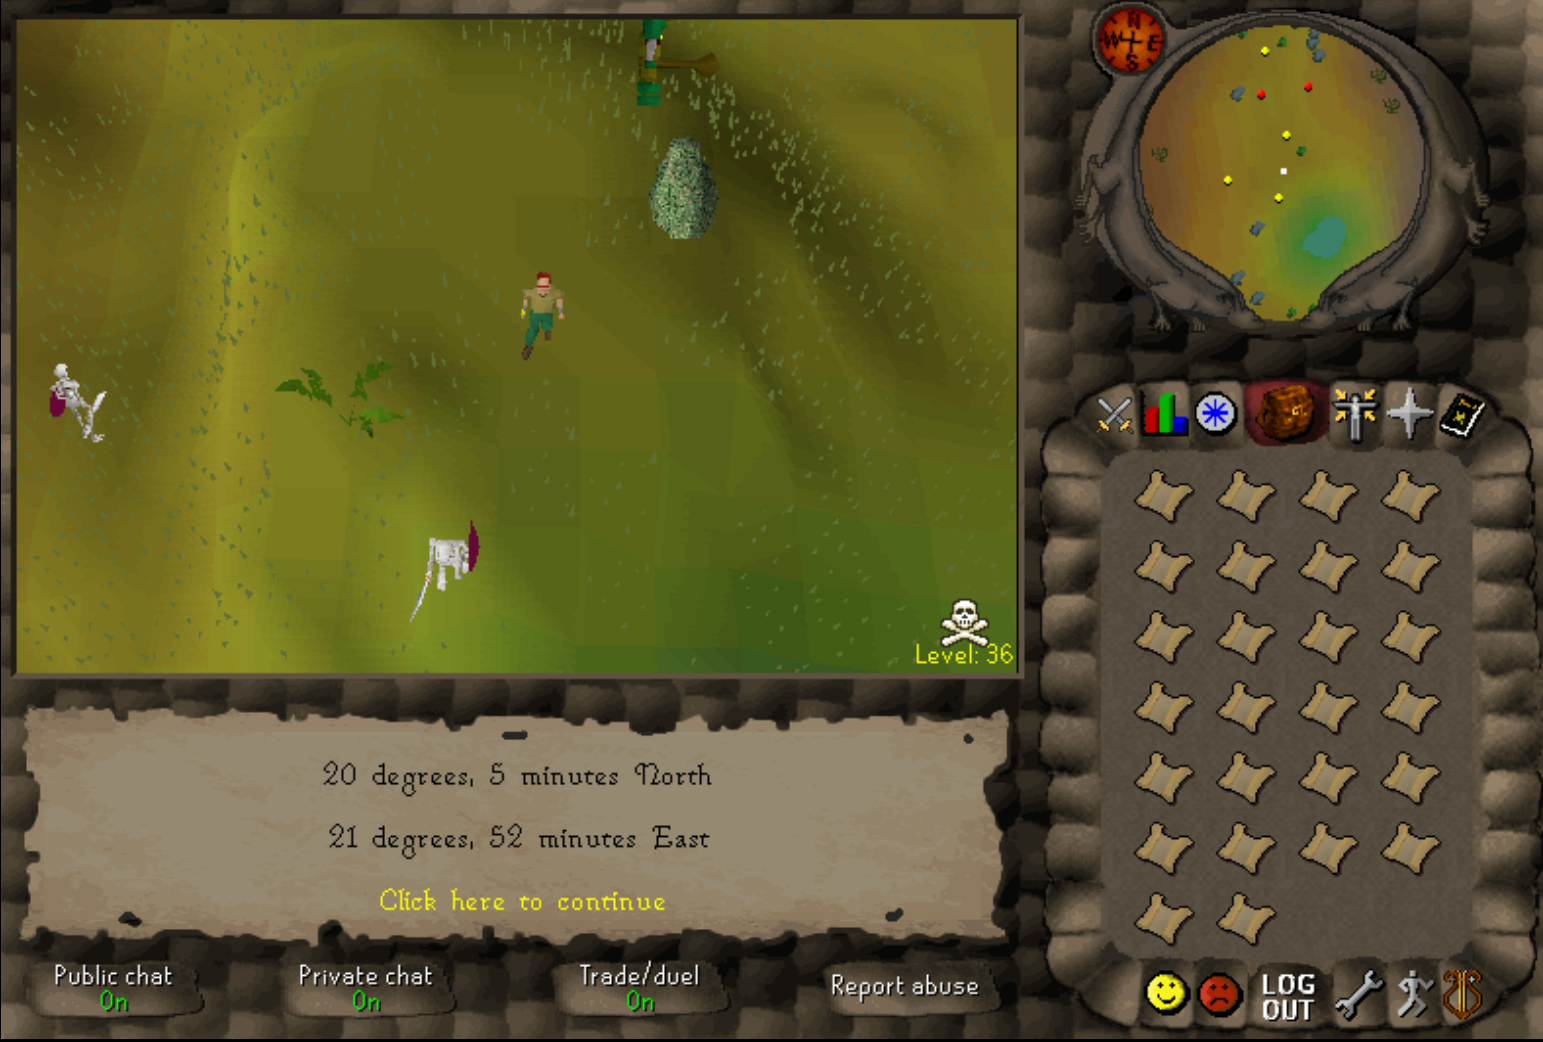 N
W E
S
Level: 36
20 degrees, 5 minutes North
21 degrees, 52 minutes East
Click here to continue
Public chat
On
Private chat
On
Trade/duel
On
Report abuse
LOG
OUT